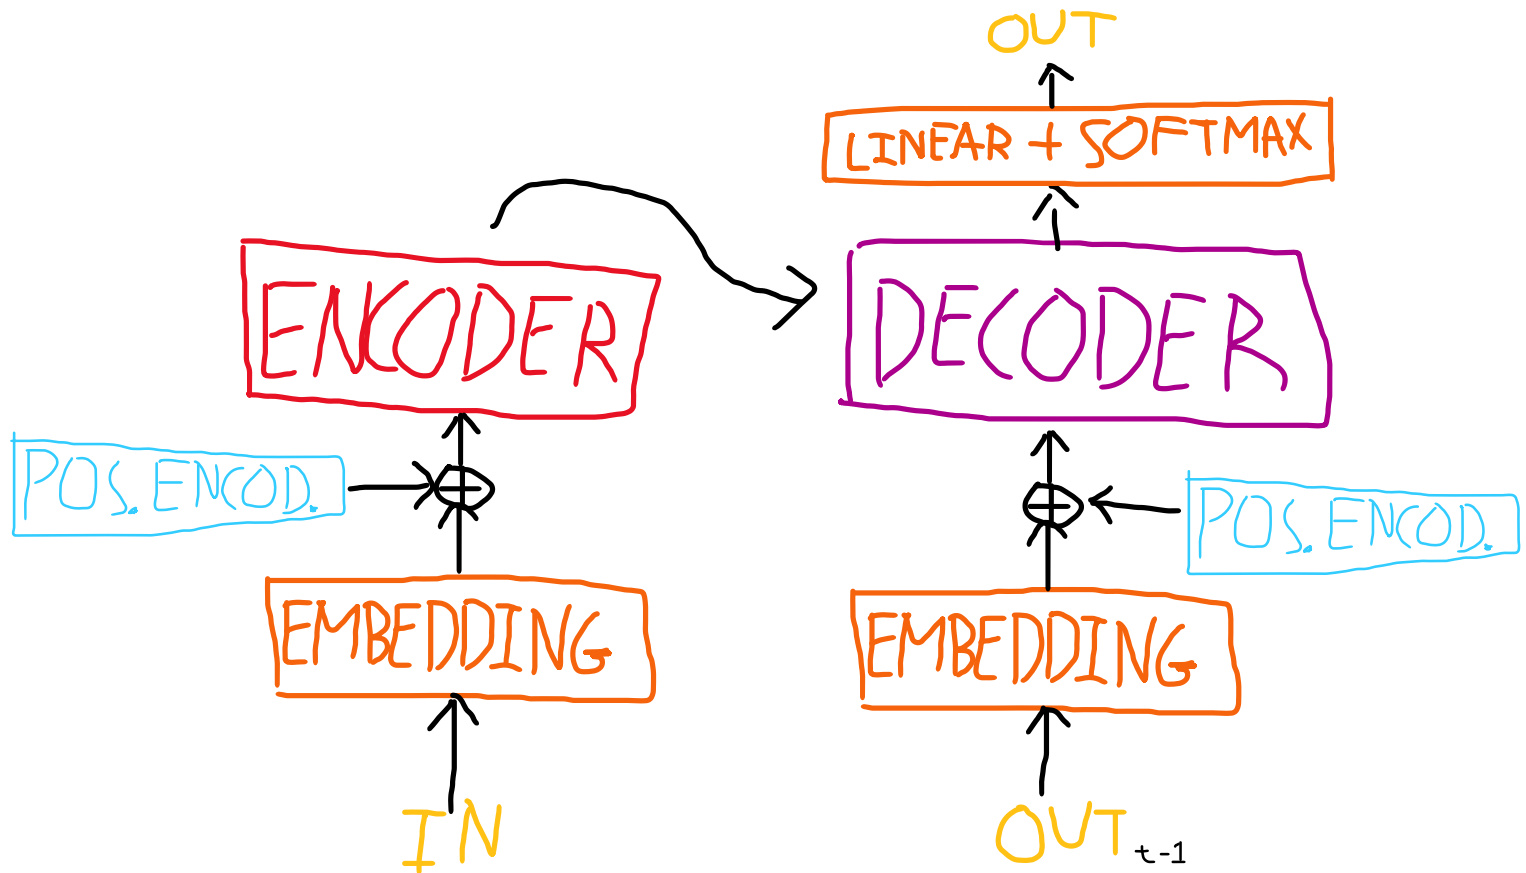 OUT
LINEAR + SOFTMAX
ENCODER
DECODER
POS. ENCOD.
POS. ENCOD.
EMBEDDING
EMBEDDING
IN
OUT t-1